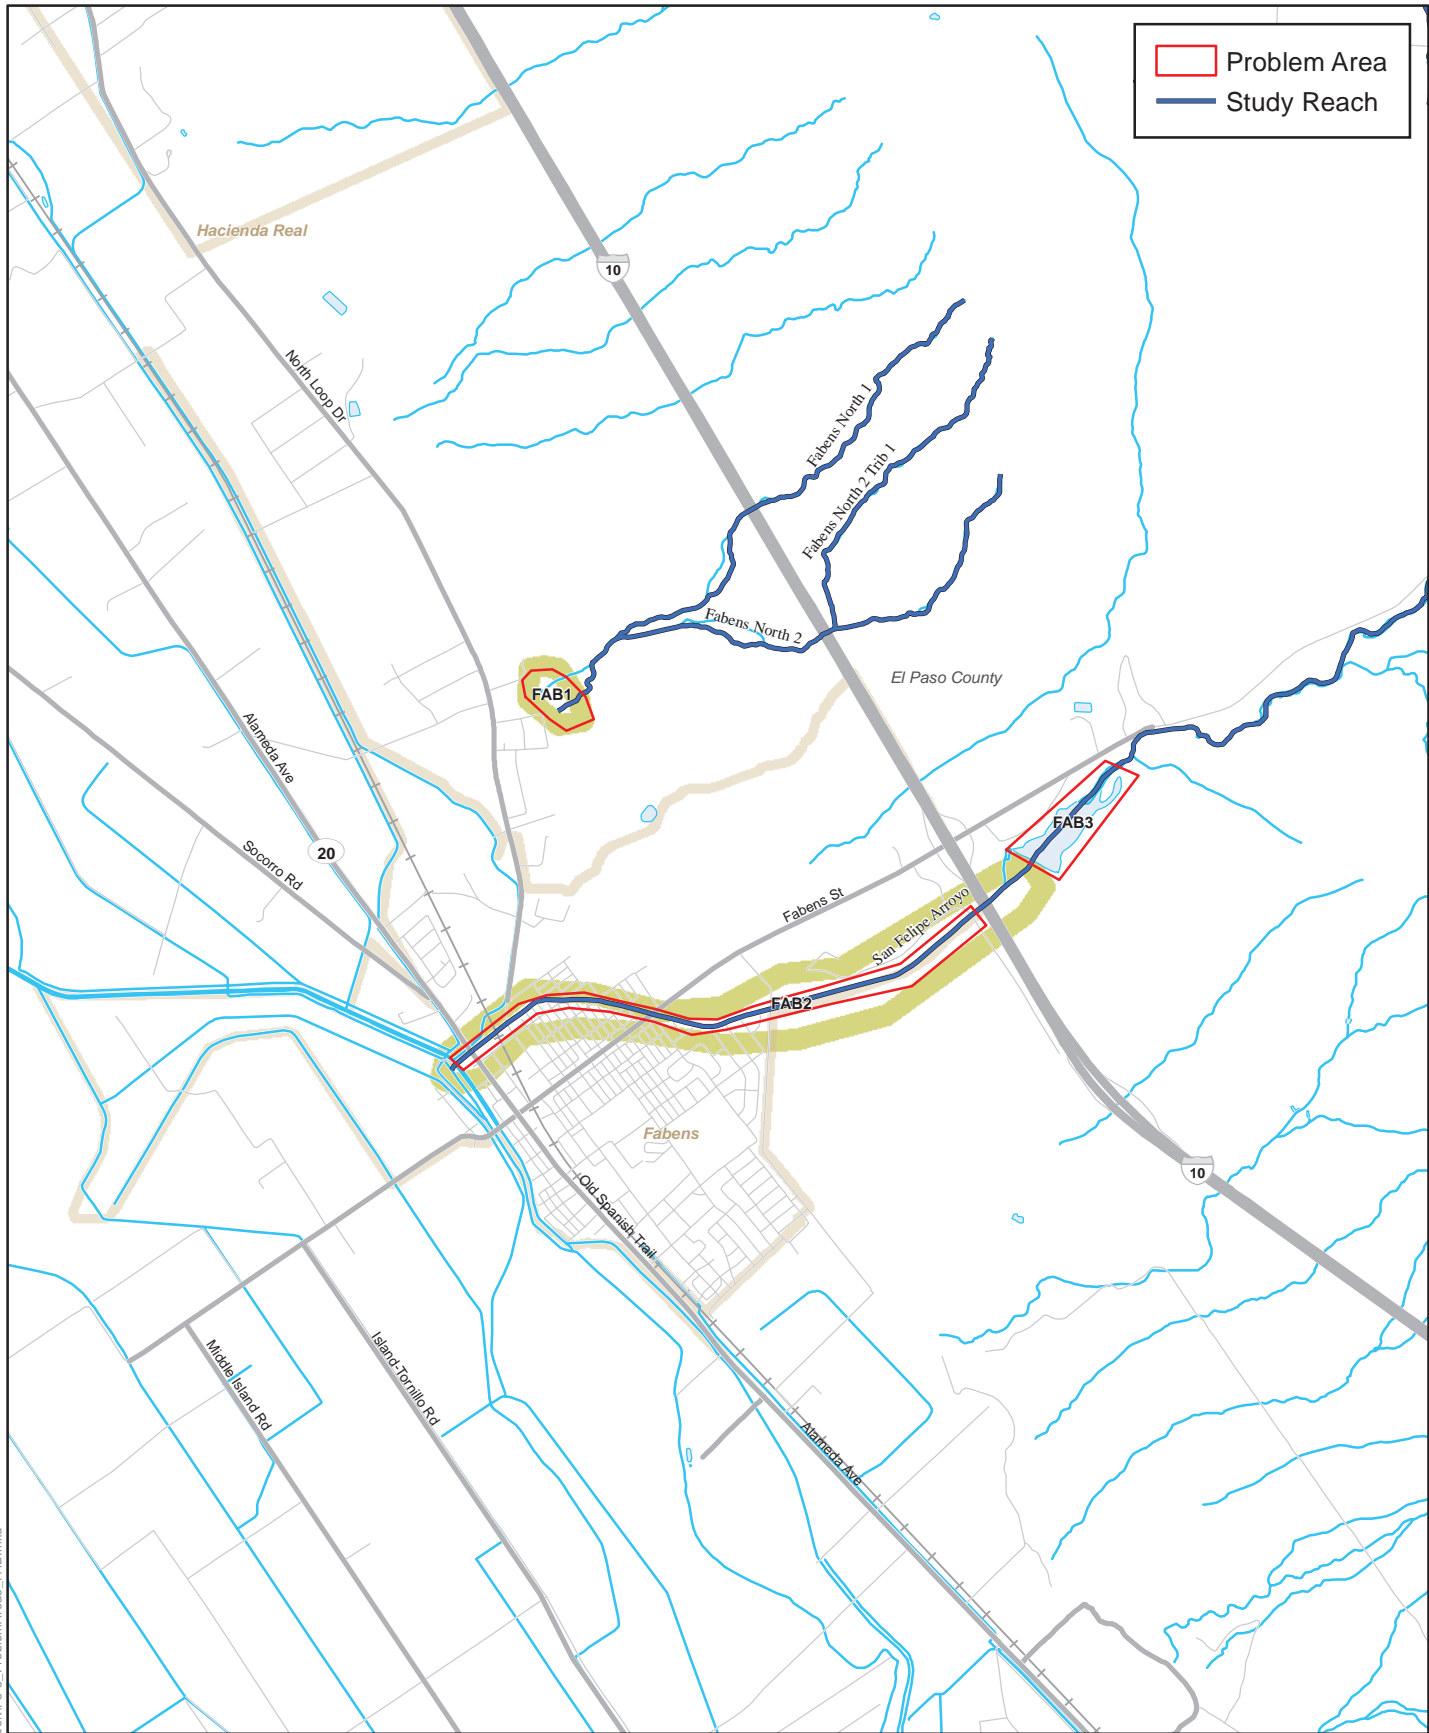 Problem Area
Study Reach
Hacienda Real
10
North Loop Dr
Fabens North 1
Fabens North 2 Trib 1
Fabens North 2
El Paso County
FAB1
Alameda Ave
20
Socorro Rd
FAB3
Fabens St
San Felipe Arroyo
FAB2
Fabens
10
Old Spanish Trail
Island-Tornillo Rd
Middle Island Rd
Alameda Ave